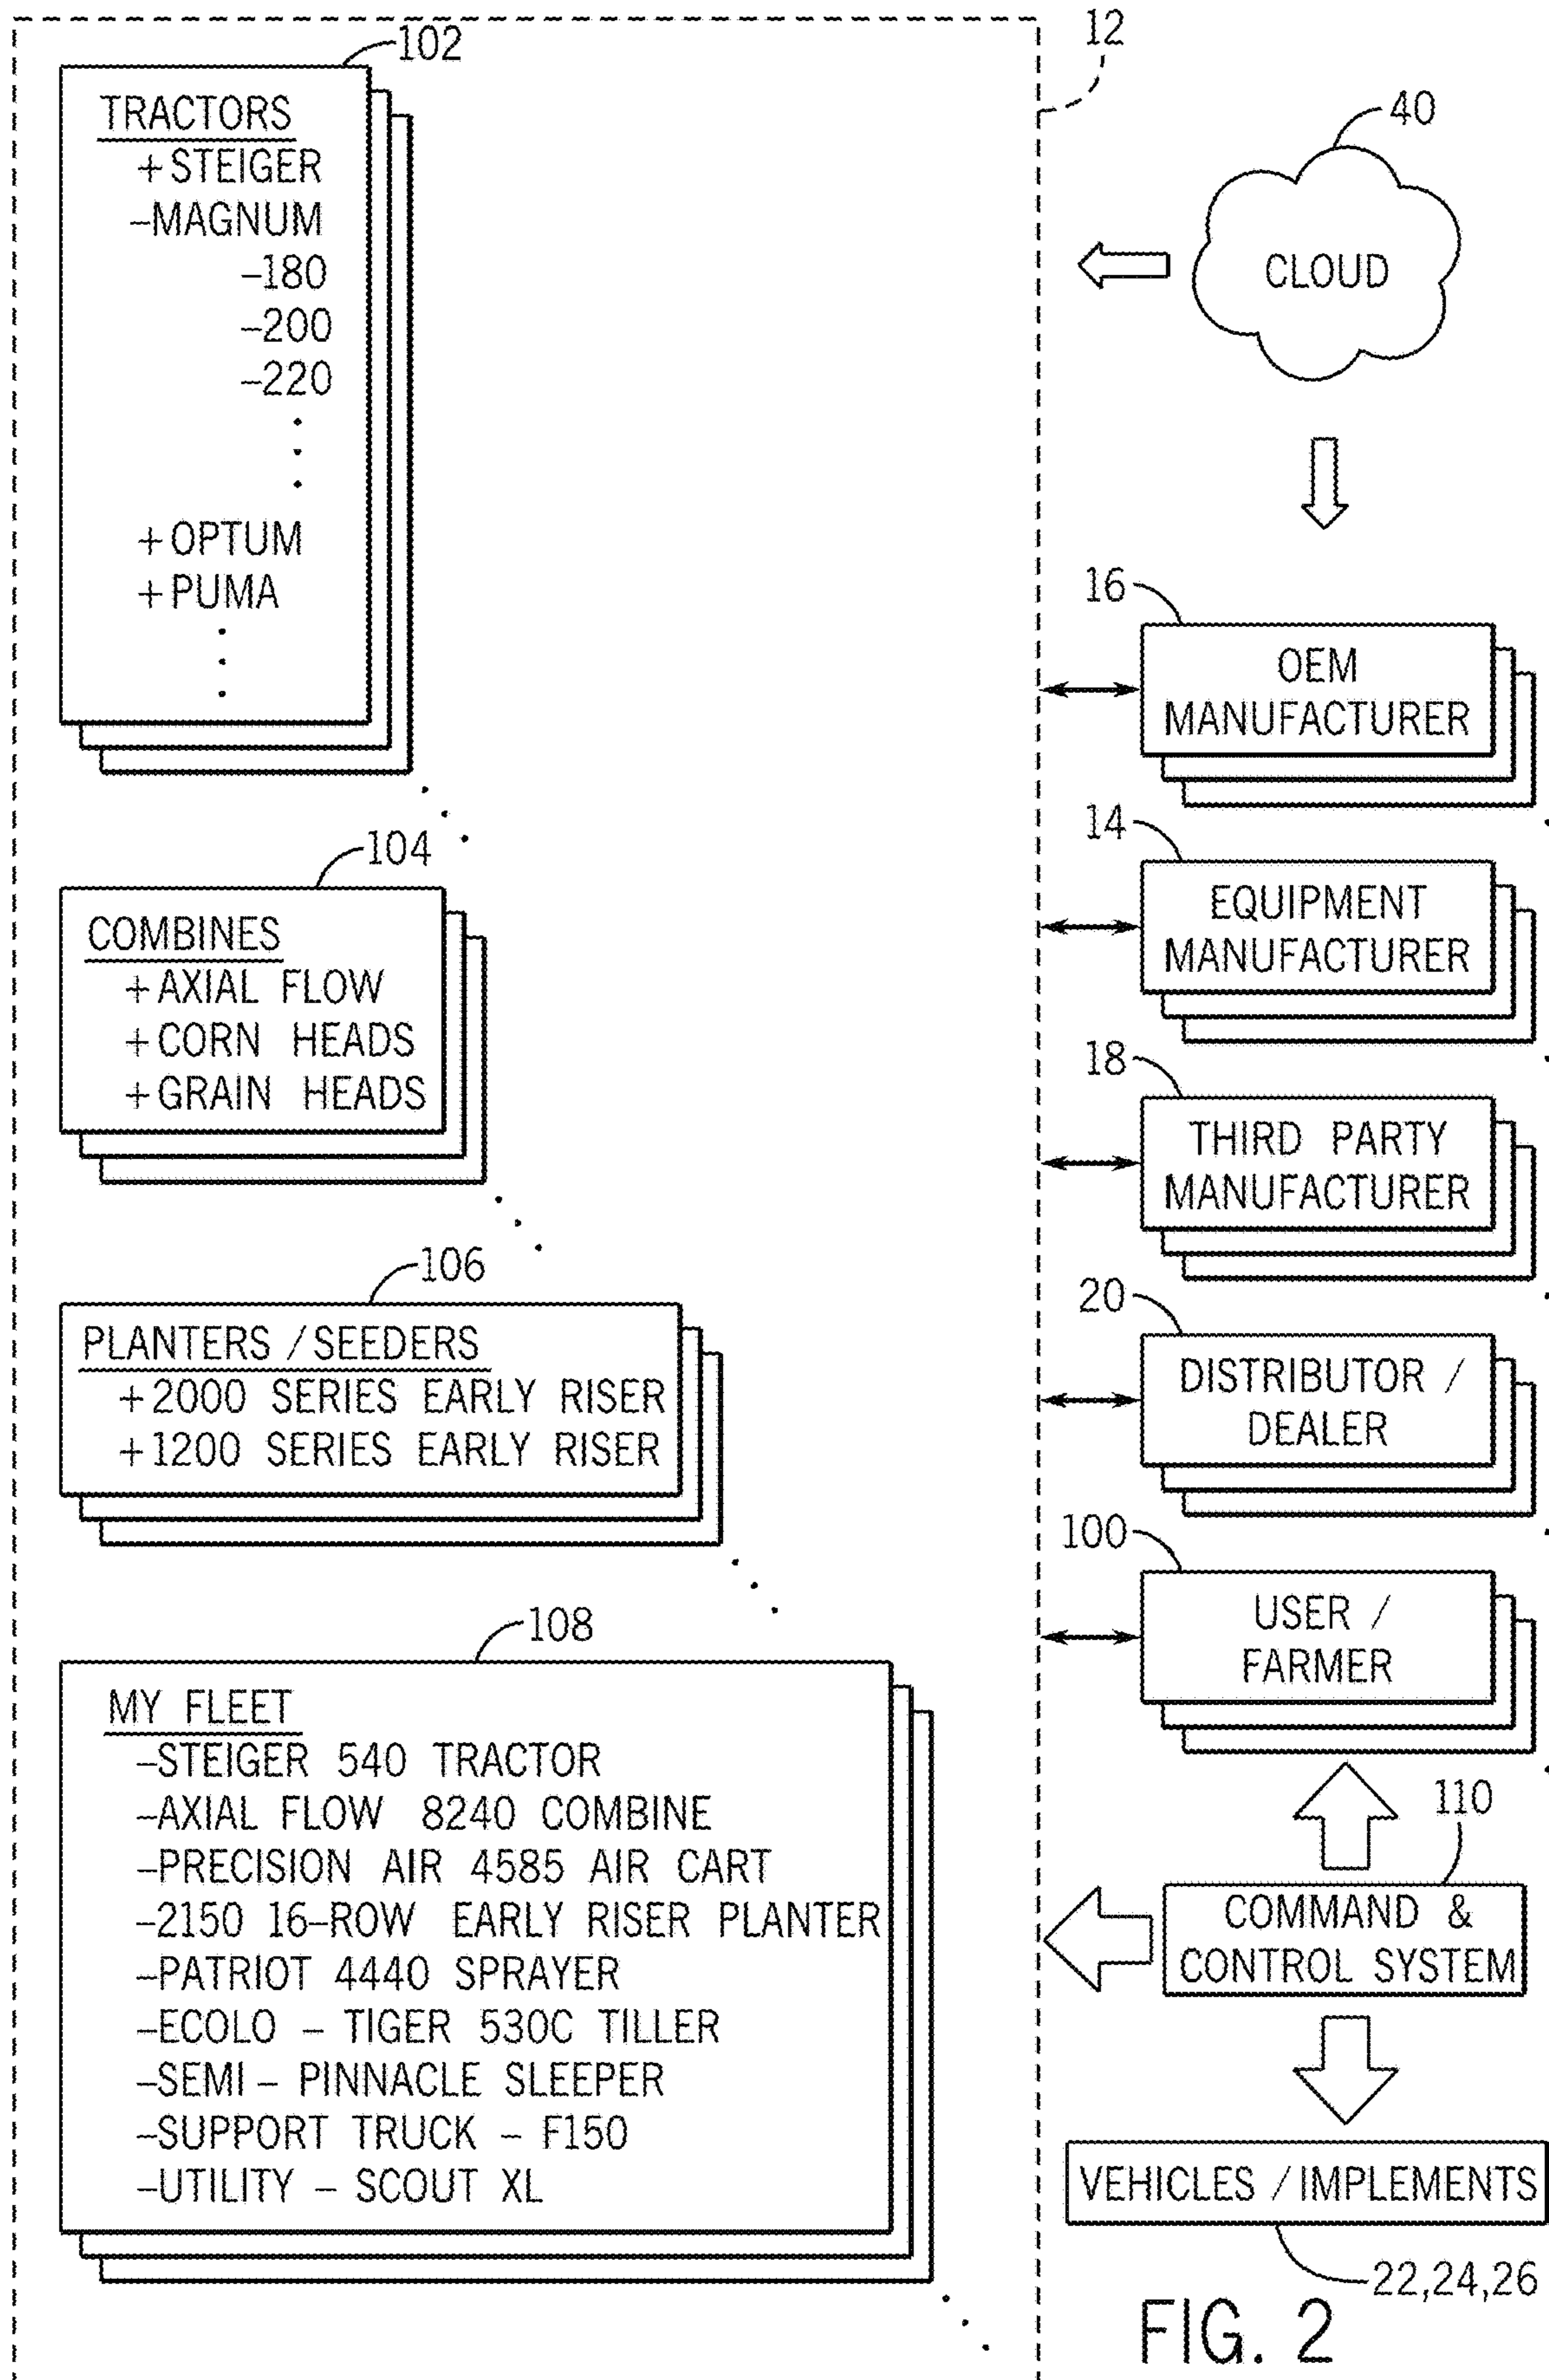 102
TRACTORS
+STEIGER
–MAGNUM
–180
–200
–220
+OPTUM
+PUMA
104
COMBINES
+AXIAL FLOW
+CORN HEADS
+GRAIN HEADS
106
PLANTERS / SEEDERS
+2000 SERIES EARLY RISER
+1200 SERIES EARLY RISER
108
MY FLEET
–STEIGER 540 TRACTOR
–AXIAL FLOW 8240 COMBINE
–PRECISION AIR 4585 AIR CART
–2150 16–ROW EARLY RISER PLANTER
–PATRIOT 4440 SPRAYER
–ECOLO – TIGER 530C TILLER
–SEMI – PINNACLE SLEEPER
–SUPPORT TRUCK – F150
–UTILITY – SCOUT XL
12
40
CLOUD
16
OEM
MANUFACTURER
14
EQUIPMENT
MANUFACTURER
18
THIRD PARTY
MANUFACTURER
20
DISTRIBUTOR /
DEALER
100
USER /
FARMER
110
COMMAND &
CONTROL SYSTEM
VEHICLES / IMPLEMENTS
22,24,26
FIG. 2